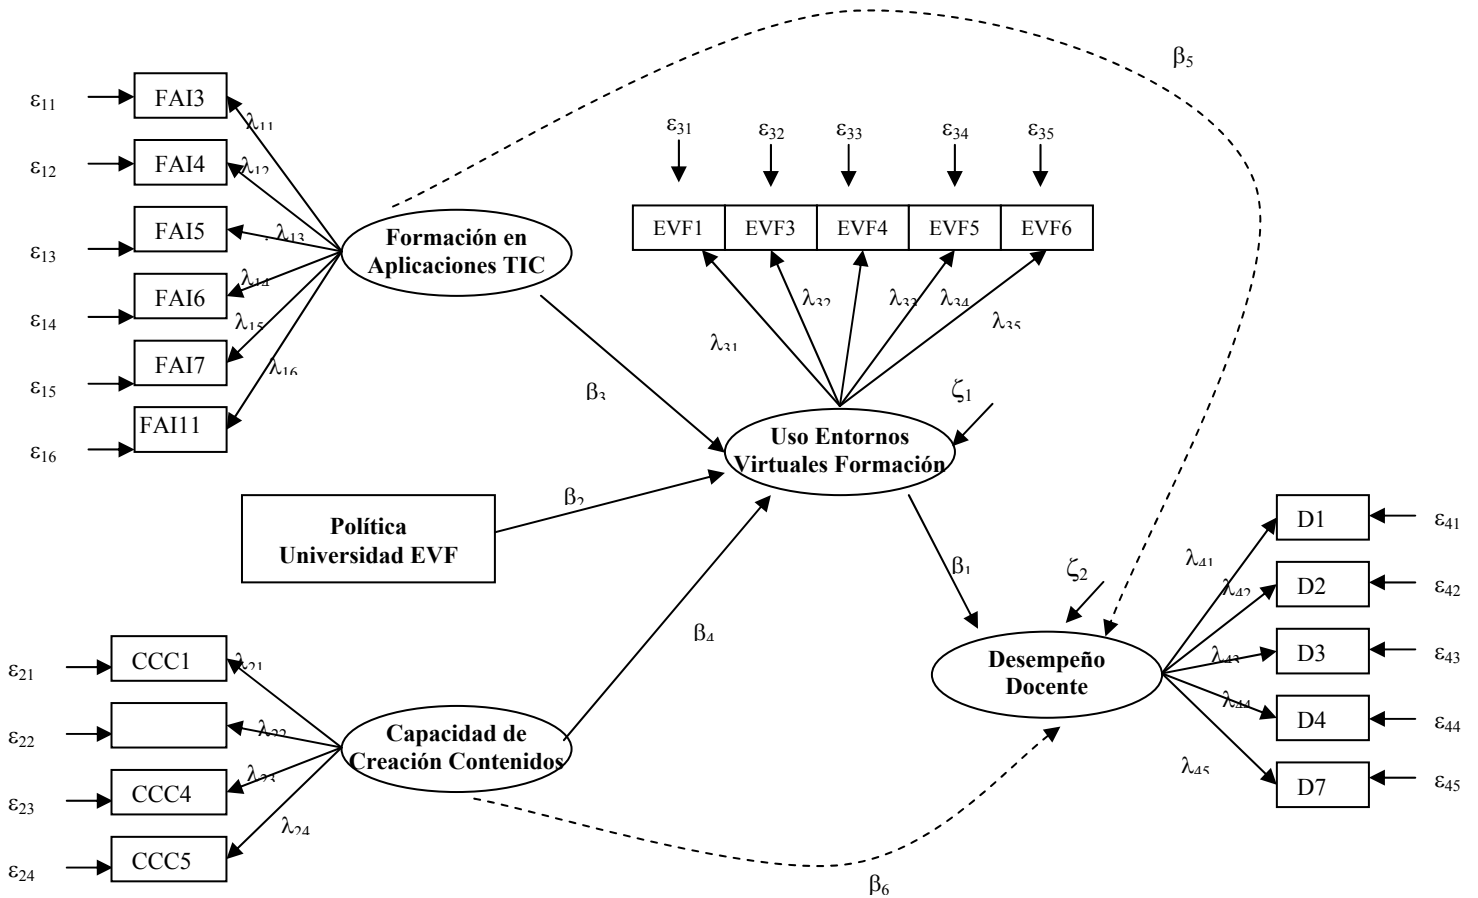 β5
ε11
FAI3
λ11
ε12
FAI4
λ12
ε13
FAI5
λ13
ε14
FAI6
λ14
ε15
FAI7
λ15
ε16
FAI11
λ16
Formación en
Aplicaciones TIC
ε31
ε32
ε33
ε34
ε35
EVF1
EVF3
EVF4
EVF5
EVF6
λ31
λ32
λ33
λ34
λ35
β3
ζ1
Uso Entornos
Virtuales Formación
β2
Política
Universidad EVF
β4
β1
ζ2
Desempeño
Docente
λ41
D1
ε41
λ42
D2
ε42
λ43
D3
ε43
λ44
D4
ε44
λ45
D7
ε45
ε21
CCC1
λ21
ε22
λ22
ε23
CCC4
λ23
ε24
CCC5
λ24
Capacidad de
Creación Contenidos
β6